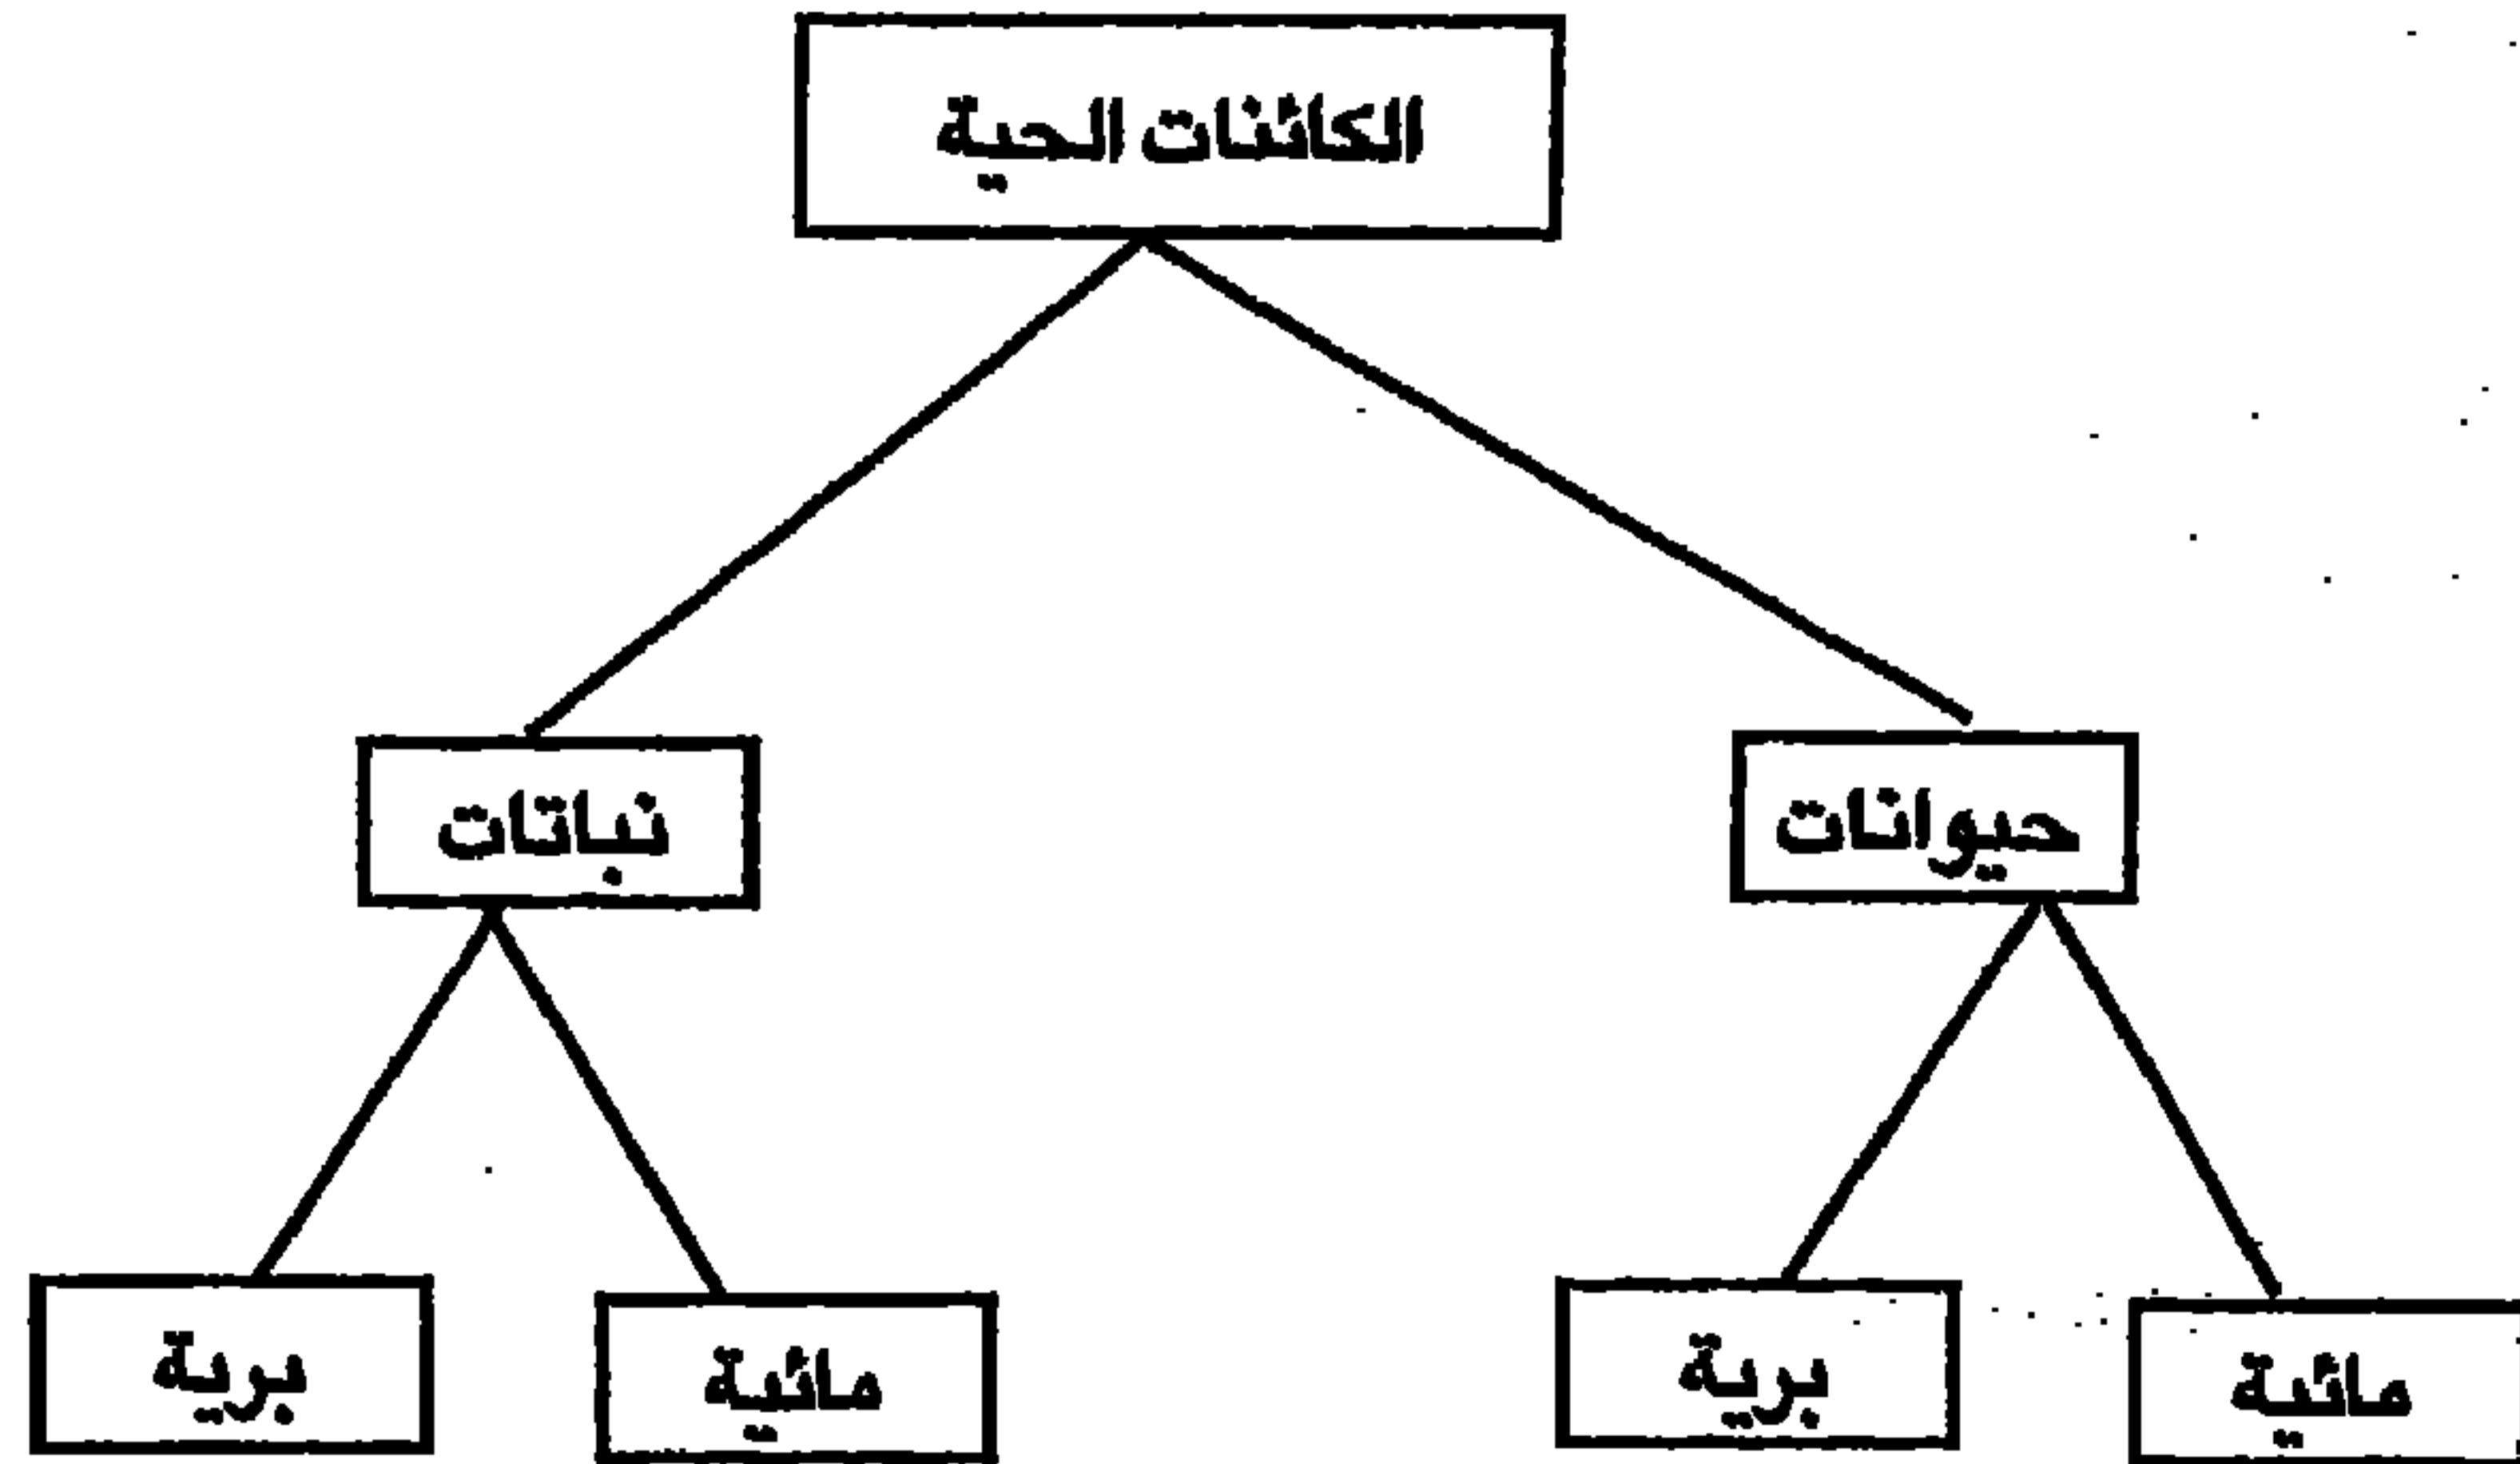 الكائنات الحية
حيوانات
نباتات
مائية
برية
مائية
برية